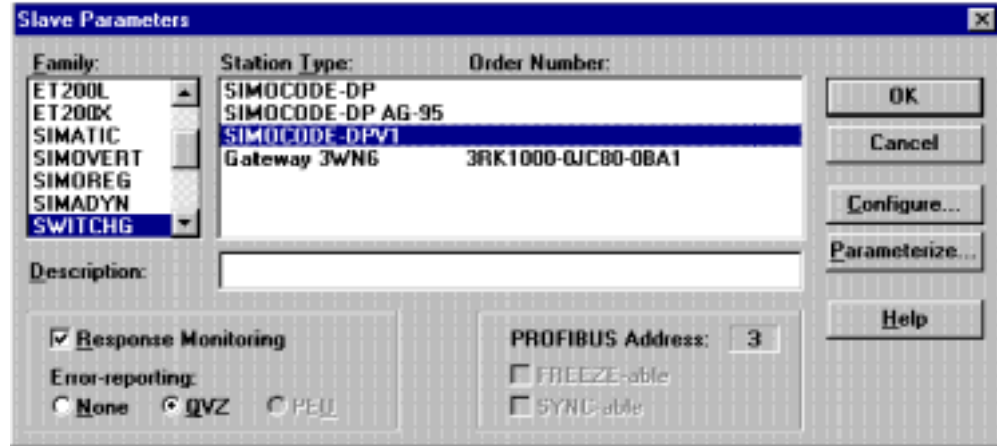 Slave Parameters
Family:
Station Type:
Order Number:
ET200L
ET200X
SIMATIC
SIMOVERT
SIMOREG
SIMADYN
SWITCHG
SIMOCODE-DP
SIMOCODE-DP AG-95
SIMOCODE-DPV1
Gateway 3WN6 3RK1000-0JC80-0BA1
OK
Cancel
Configure...
Parameterize...
Help
Description:
Response Monitoring
Error-reporting:
None QVZ PEU
PROFIBUS Address: 3
FREEZE-able
SYNC-able